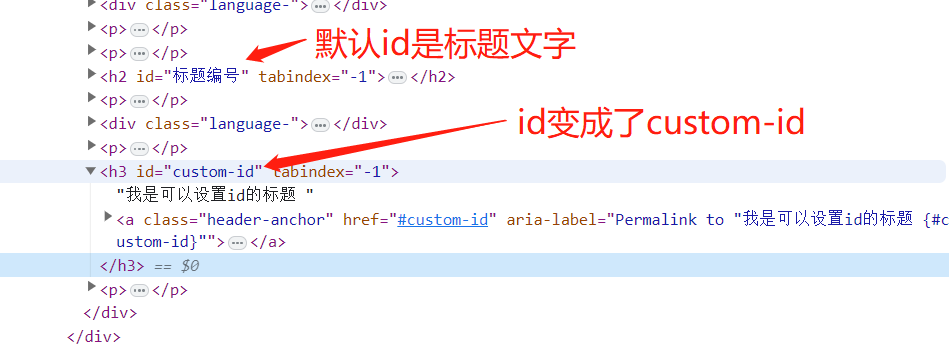 <div class="language-">⋯</div>
<p>⋯</p>
<p>⋯</p>
默认id是标题文字
<h2 id="标题编号" tabindex="-1">⋯</h2>
<p>⋯</p>
<div class="language-">⋯</div>
id变成了custom-id
<p>⋯</p>
<h3 id="custom-id" tabindex="-1">
"我是可以设置id的标题 "
<a class="header-anchor" href="#custom-id" aria-label="Permalink to "我是可以设置id的标题 {#c
ustom-id}"">⋯</a>
</h3> == $0
<p>⋯</p>
</div>
</div>